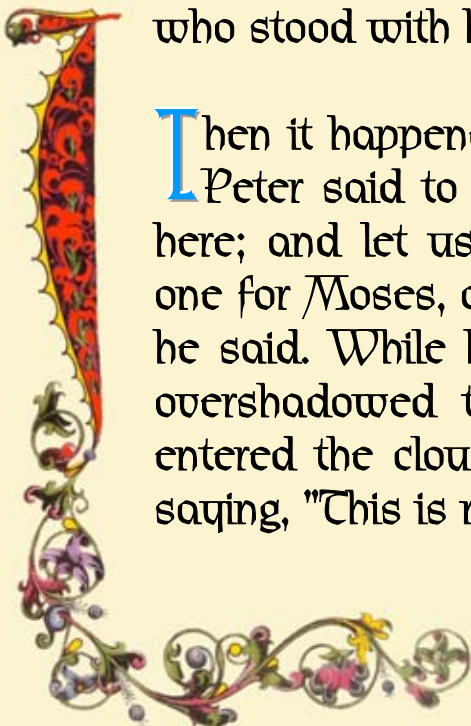 who stood with
Then it happen
Peter said to
here; and let us
one for Moses,
he said. While
overshadowed
entered the clou
saying, "This is